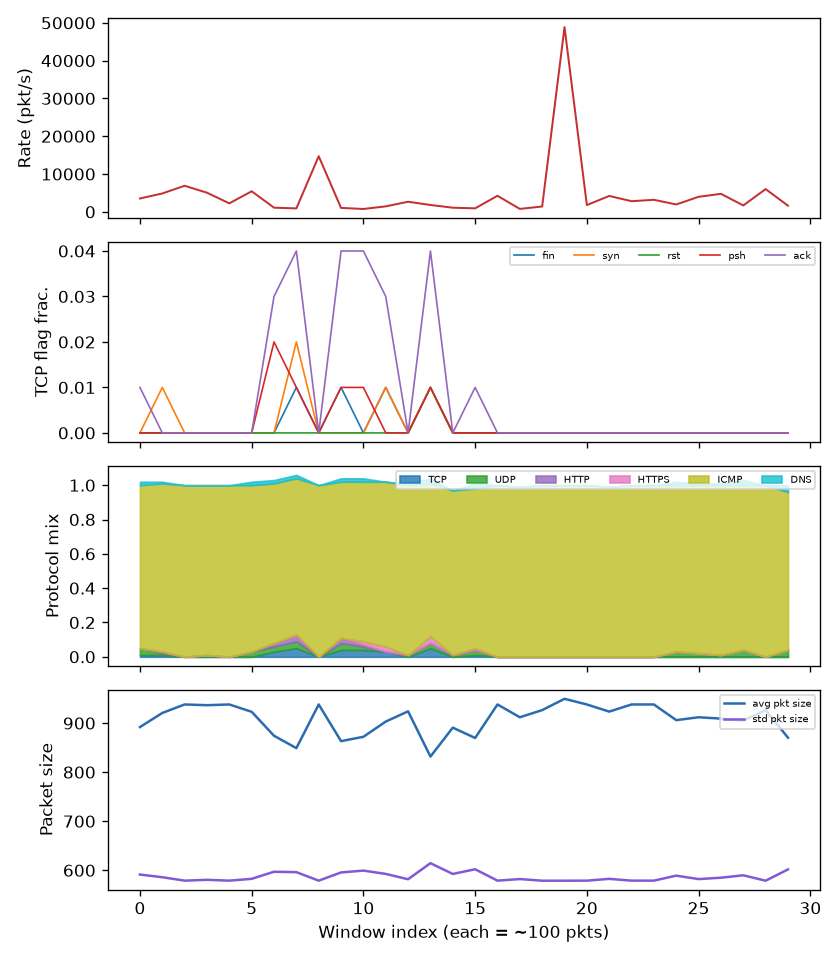 50000
40000
30000
20000
10000
0
Rate (pkt/s)
0.04
0.03
0.02
0.01
0.00
TCP flag frac.
fin syn rst psh ack
1.0
0.8
0.6
0.4
0.2
0.0
Protocol mix
TCP UDP HTTP HTTPS ICMP DNS
900
800
700
600
Packet size
avg pkt size
std pkt size
0 5 10 15 20 25 30
Window index (each = ~100 pkts)